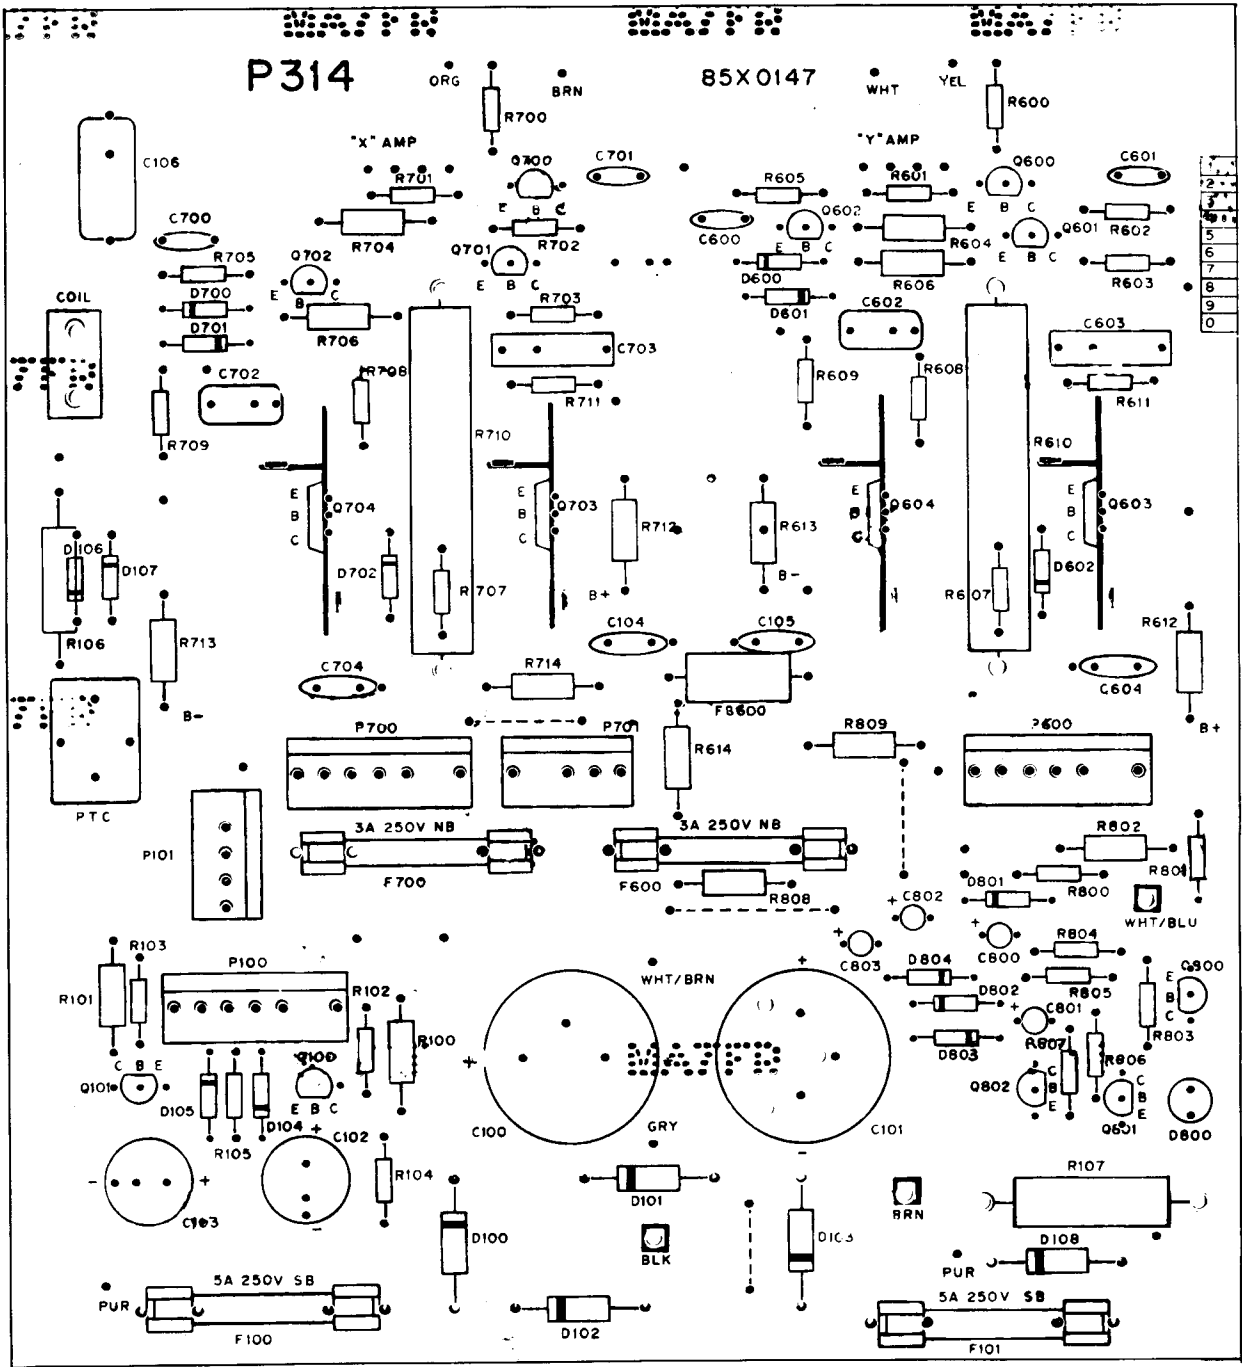 P314
85X0147
ORG
BRN
WHT
YEL
R700
R600
C106
"X" AMP
"Y" AMP
Q700
C701
Q600
C601
R701
R605
R601
C700
R704
Q701
R702
C600
Q602
E B C
R604
Q601
R602
2
5
6
7
8
9
0
R705
Q702
E B C
E B C
D600
R606
E B C
R603
COIL
D700
D701
R706
R703
D601
C602
C603
C703
C702
R708
R711
R609
R608
R611
R709
R710
R610
E
B
C
Q704
E
B
C
Q703
R712
R613
E
B
C
Q604
E
B
C
Q603
D106
D107
D702
R707
B+
B-
R607
D602
R612
R106
R713
C104
C105
C704
R714
C604
B-
FB600
B+
P700
P701
R614
R809
P600
PTC
P101
3A 250V NB
3A 250V NB
F700
F600
R808
R802
R801
R800
D801
WHT/BLU
C802
C803
C800
R804
R103
P100
R102
R101
R100
WHT/BRN
D804
D802
D803
R805
C801
Q800
E
B
C
R803
R807
R806
C B E
Q101
Q100
E B C
D105
R105
D104
C102
C100
C101
GRY
Q802
C
B
E
C
B
E
Q801
D800
C103
R104
D101
BRN
R107
D100
BLK
D103
PUR
D108
PUR
5A 250V SB
F100
D102
5A 250V SB
F101